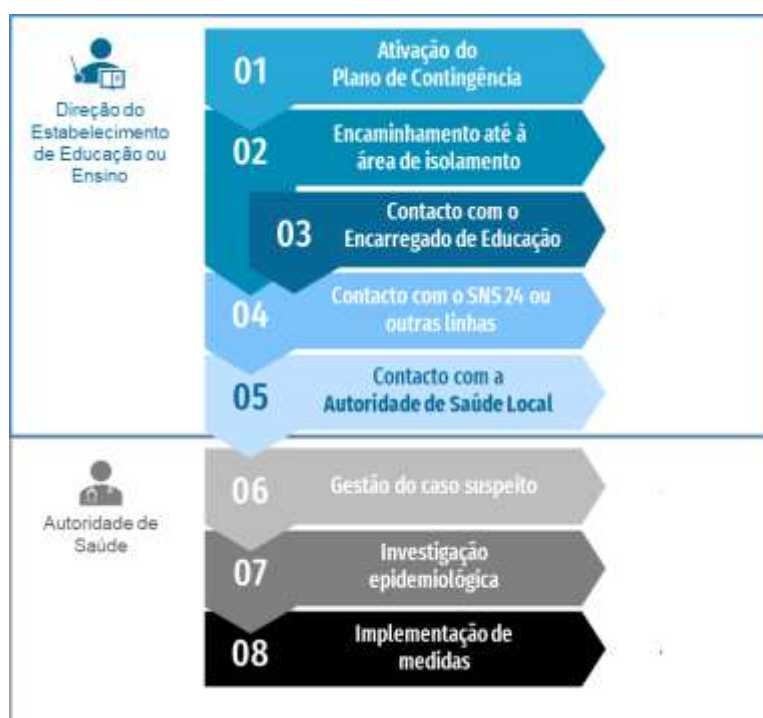 Direção do
Estabelecimento
de Educação ou
Ensino
01
Ativação do
Plano de Contingência
02
Encaminhamento até à
área de isolamento
03
Contacto com o
Encarregado de Educação
04
Contacto com o SNS 24 ou
outras linhas
05
Contacto com a
Autoridade de Saúde Local
Autoridade de
Saúde
06
Gestão do caso suspeito
07
Investigação
epidemiológica
08
Implementação de
medidas